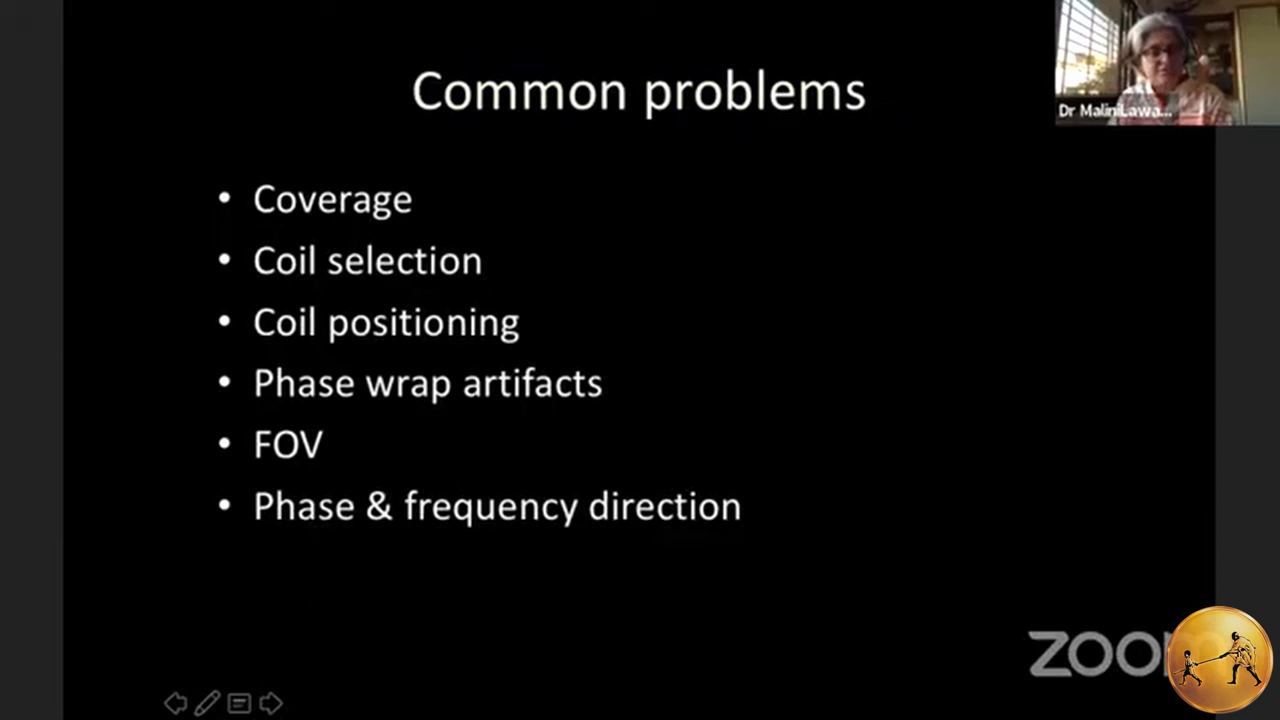 Common problems
Dr MaliniLawa...
• Coverage
• Coil selection
• Coil positioning
• Phase wrap artifacts
• FOV
• Phase & frequency direction
zoom